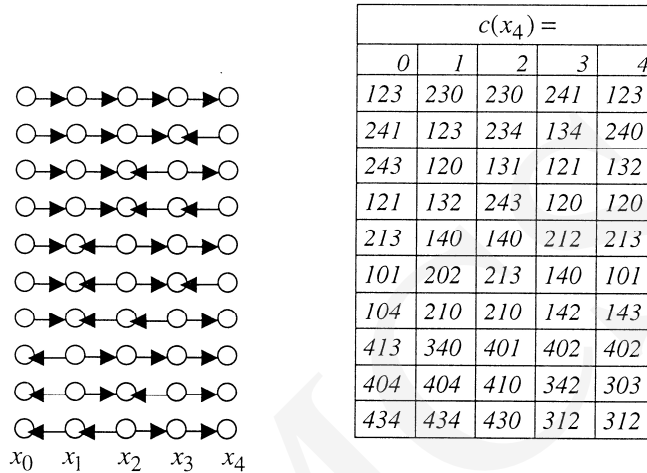 c(x4) =
0 1 2 3 4
123 230 230 241 123
241 123 234 134 240
243 120 131 121 132
121 132 243 120 120
213 140 140 212 213
101 202 213 140 101
104 210 210 142 143
413 340 401 402 402
404 404 410 342 303
434 434 430 312 312
x0 x1 x2 x3 x4